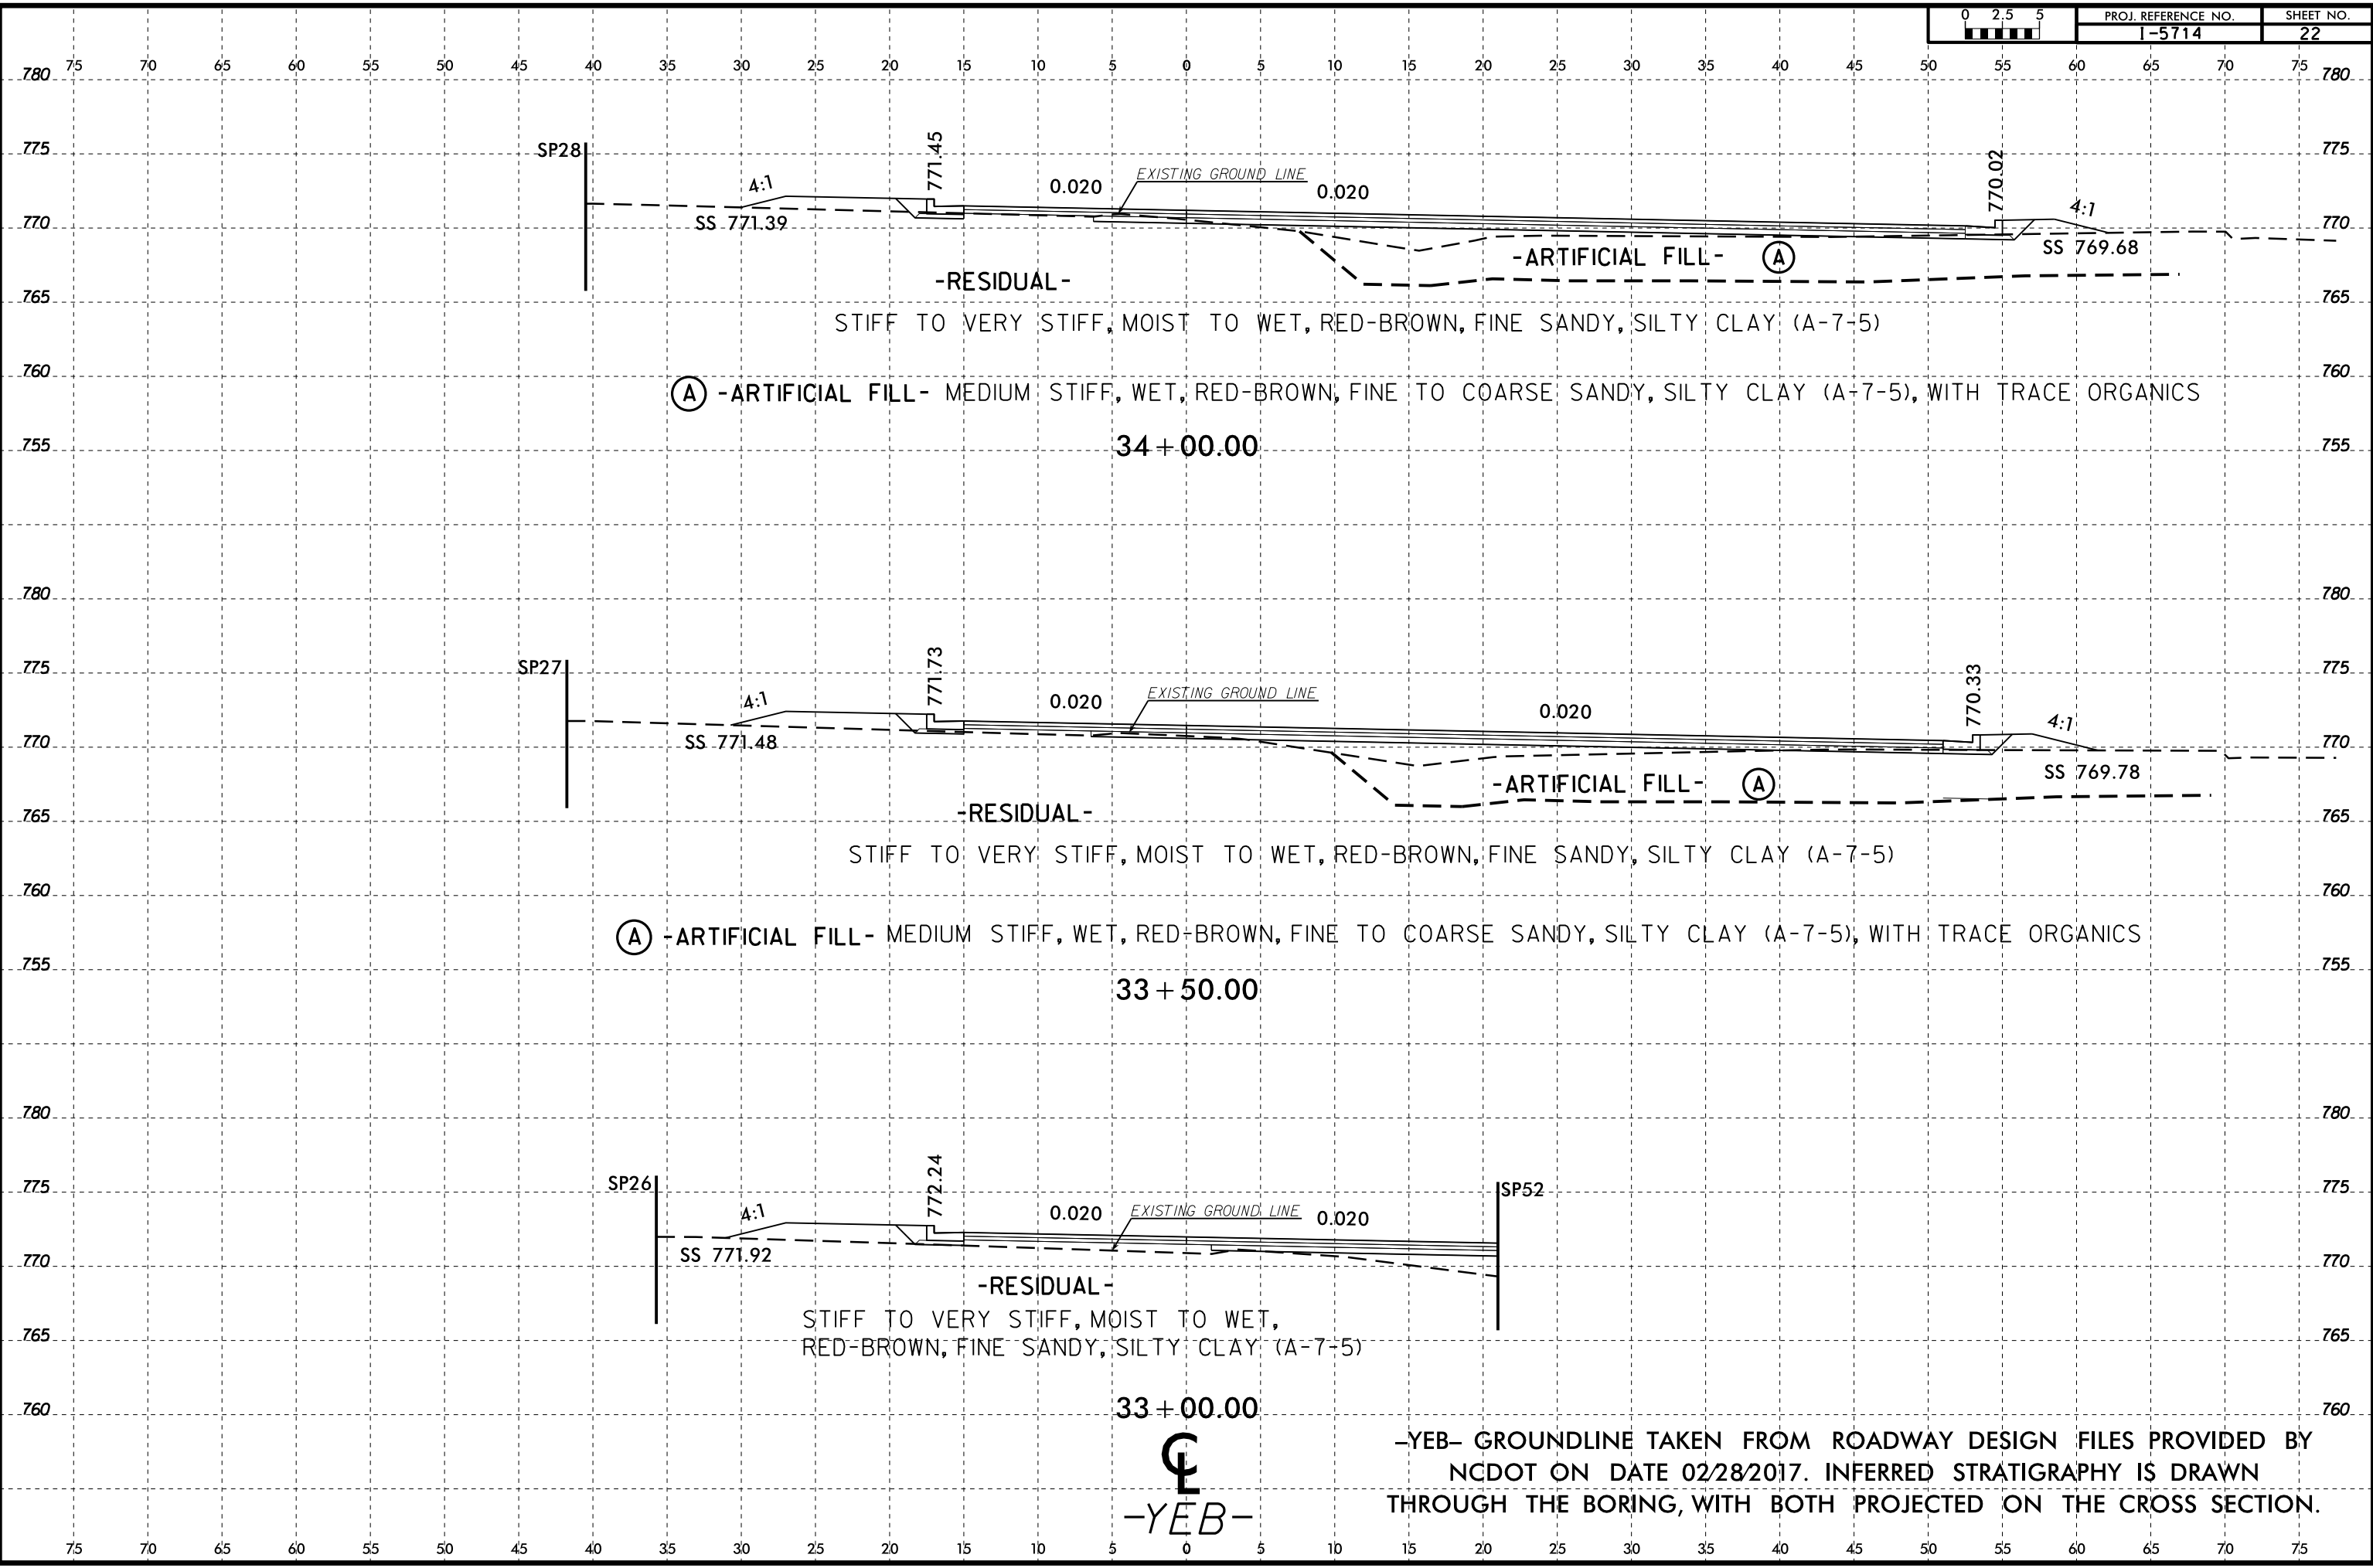 0 2.5 5 PROJ. REFERENCE NO. SHEET NO.
I-5714 22
75 70 65 60 55 50 45 40 35 30 25 20 15 10 5 0 5 10 15 20 25 30 35 40 45 50 55 60 65 70 75
780 780
775 775
SP28 771.45 770.02
4:1 0.020 EXISTING GROUND LINE 0.020 4:1
770 770
SS 771.39 SS 769.68
-ARTIFICIAL FILL- A
-RESIDUAL-
765 765
STIFF TO VERY STIFF, MOIST TO WET, RED-BROWN, FINE SANDY, SILTY CLAY (A-7-5)
760 760
A -ARTIFICIAL FILL- MEDIUM STIFF, WET, RED-BROWN, FINE TO COARSE SANDY, SILTY CLAY (A-7-5), WITH TRACE ORGANICS
755 755
34+00.00
780 780
775 775
SP27 771.73 770.33
4:1 0.020 EXISTING GROUND LINE 0.020 4:1
770 770
SS 771.48 SS 769.78
-ARTIFICIAL FILL- A
-RESIDUAL-
765 765
STIFF TO VERY STIFF, MOIST TO WET, RED-BROWN, FINE SANDY, SILTY CLAY (A-7-5)
760 760
A -ARTIFICIAL FILL- MEDIUM STIFF, WET, RED-BROWN, FINE TO COARSE SANDY, SILTY CLAY (A-7-5), WITH TRACE ORGANICS
755 755
33+50.00
780 780
775 775
SP26 772.24 SP52
4:1 0.020 EXISTING GROUND LINE 0.020
770 770
SS 771.92
-RESIDUAL-
STIFF TO VERY STIFF, MOIST TO WET,
765 765
RED-BROWN, FINE SANDY, SILTY CLAY (A-7-5)
760 760
33+00.00
CL
-YEB-
-YEB- GROUNDLINE TAKEN FROM ROADWAY DESIGN FILES PROVIDED BY
NCDOT ON DATE 02/28/2017. INFERRED STRATIGRAPHY IS DRAWN
THROUGH THE BORING, WITH BOTH PROJECTED ON THE CROSS SECTION.
75 70 65 60 55 50 45 40 35 30 25 20 15 10 5 0 5 10 15 20 25 30 35 40 45 50 55 60 65 70 75